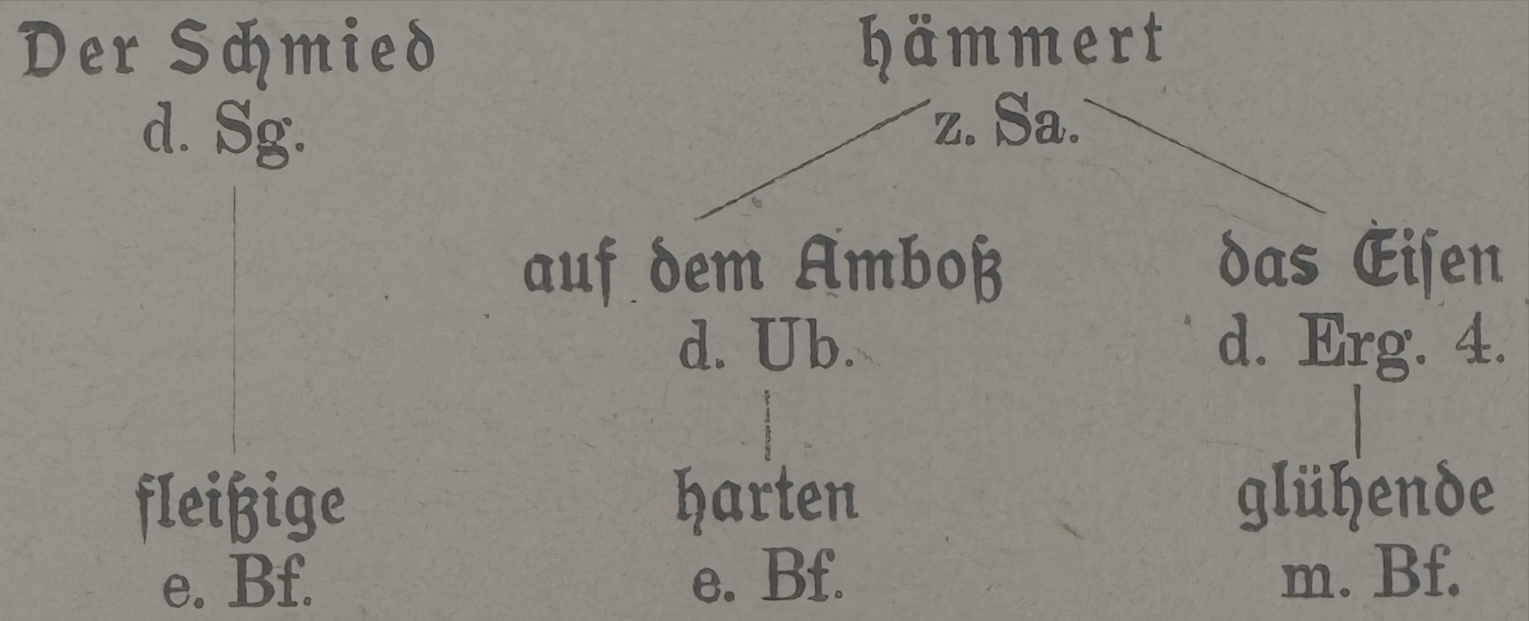 Der Schmied hämmert
d. Sg. z. Sa.
auf dem Amboß das Eiſen
d. Ub. d. Erg. 4.
fleißige harten glühende
e. Bf. e. Bf. m. Bf.